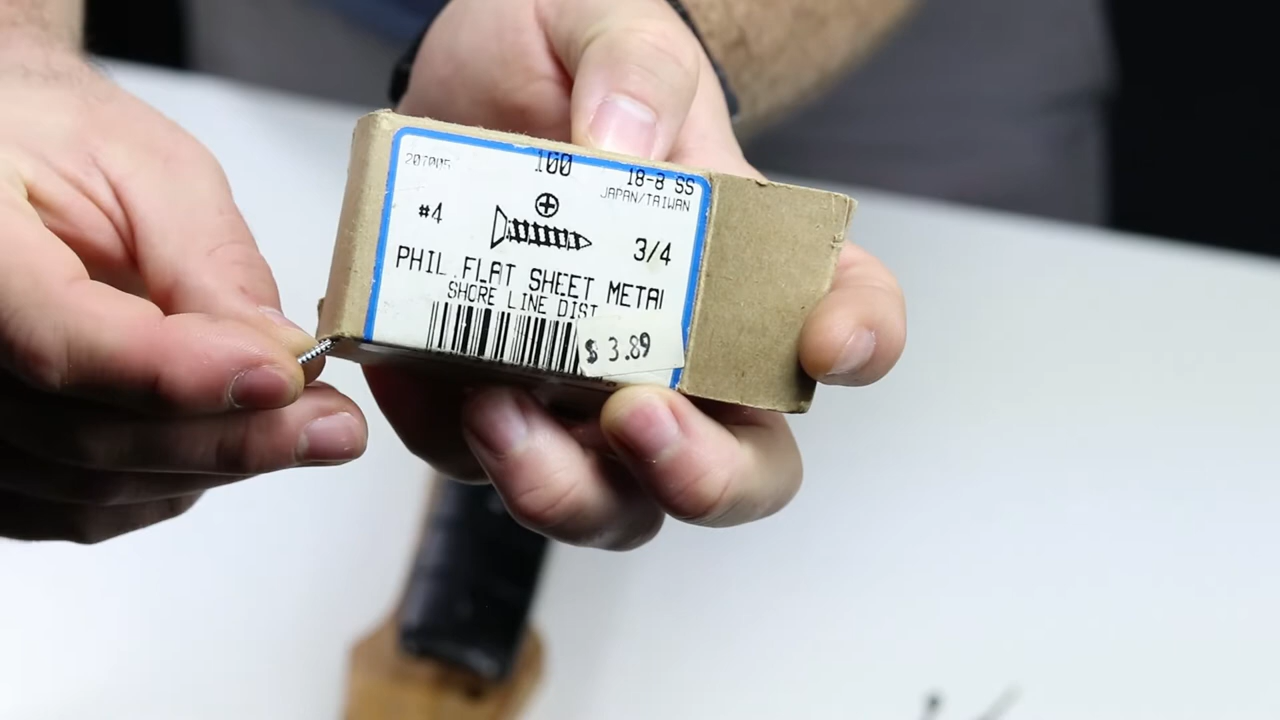 207005
100
18-8 SS
JAPAN/TAIWAN
#4
3/4
PHIL.FLAT SHEET METAl
SHORE LINE DIST
$ 3.89